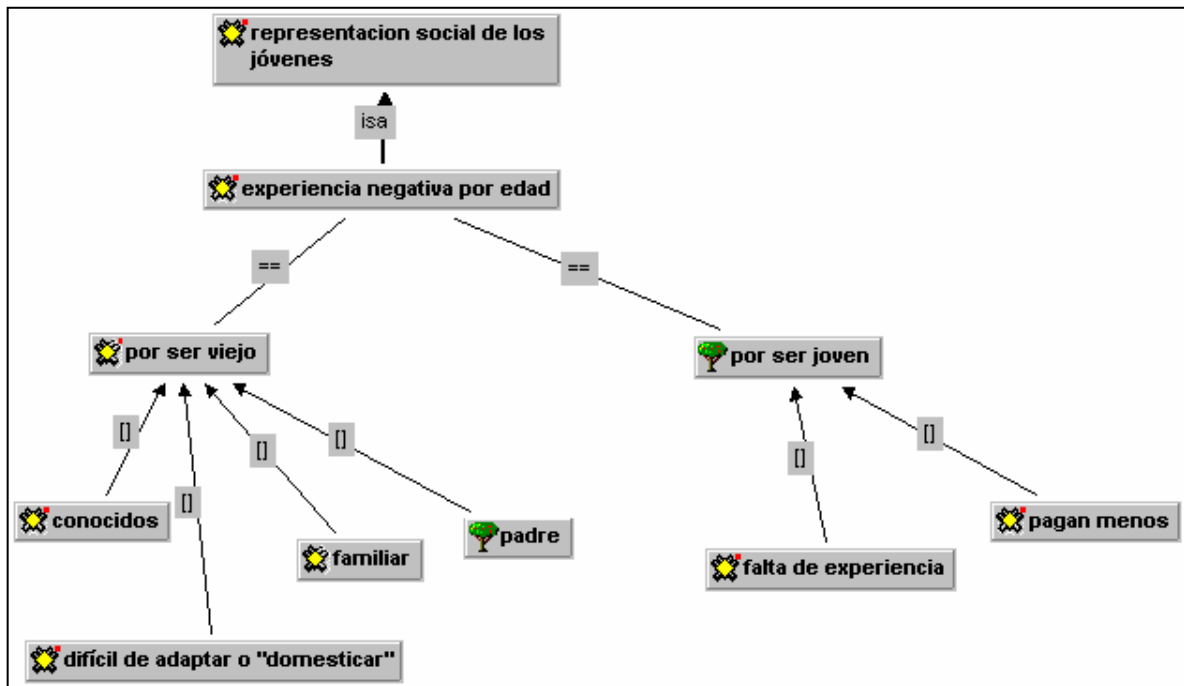 representacion social de los
jóvenes
isa
experiencia negativa por edad
==
==
por ser viejo
por ser joven
[]
[]
[]
[]
[]
[]
conocidos
padre
pagan menos
familiar
falta de experiencia
difícil de adaptar o "domesticar"